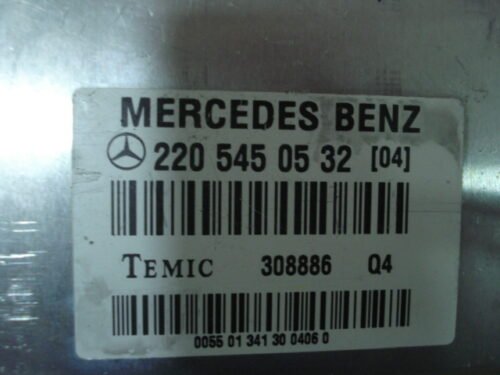 MERCEDES BENZ
220 545 05 32 [04]
TEMIC 308886 Q4
0055 01 341 30 0406 0